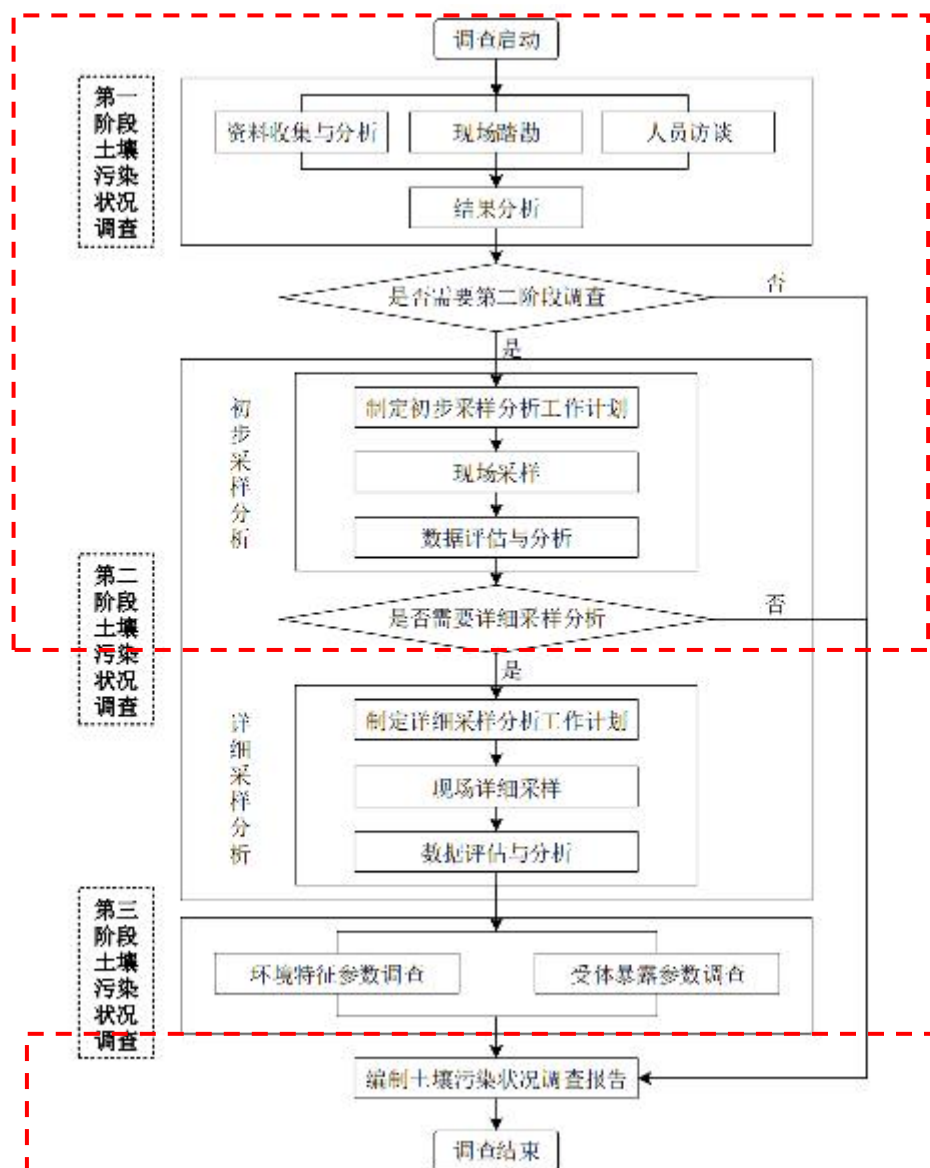 调查启动
第一
阶段
土壤
污染
状况
调查
资料收集与分析
现场踏勘
人员访谈
结果分析
是否需要第二阶段调查
否
是
初步采样分析
制定初步采样分析工作计划
现场采样
数据评估与分析
第二
阶段
土壤
污染
状况
调查
是否需要详细采样分析
否
是
详细采样分析
制定详细采样分析工作计划
现场详细采样
数据评估与分析
第三
阶段
土壤
污染
状况
调查
环境特征参数调查
受体暴露参数调查
编制土壤污染状况调查报告
调查结束